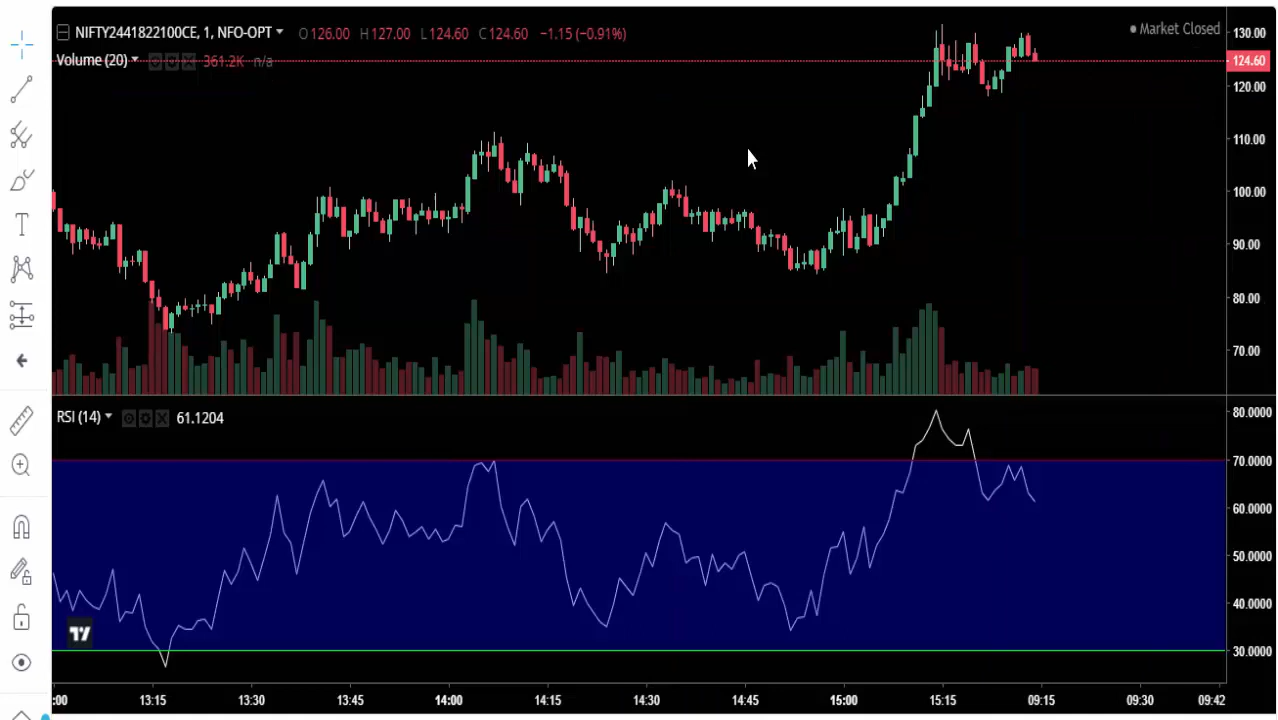 NIFTY2441822100CE, 1, NFO-OPT O 126.00 H 127.00 L 124.60 C 124.60 −1.15 (−0.91%)
Market Closed
Volume (20) 361.2K n/a
130.00
124.60
120.00
110.00
100.00
90.00
80.00
70.00
RSI (14) 61.1204
80.0000
70.0000
60.0000
50.0000
40.0000
30.0000
:00 13:15 13:30 13:45 14:00 14:15 14:30 14:45 15:00 15:15 09:15 09:30 09:42